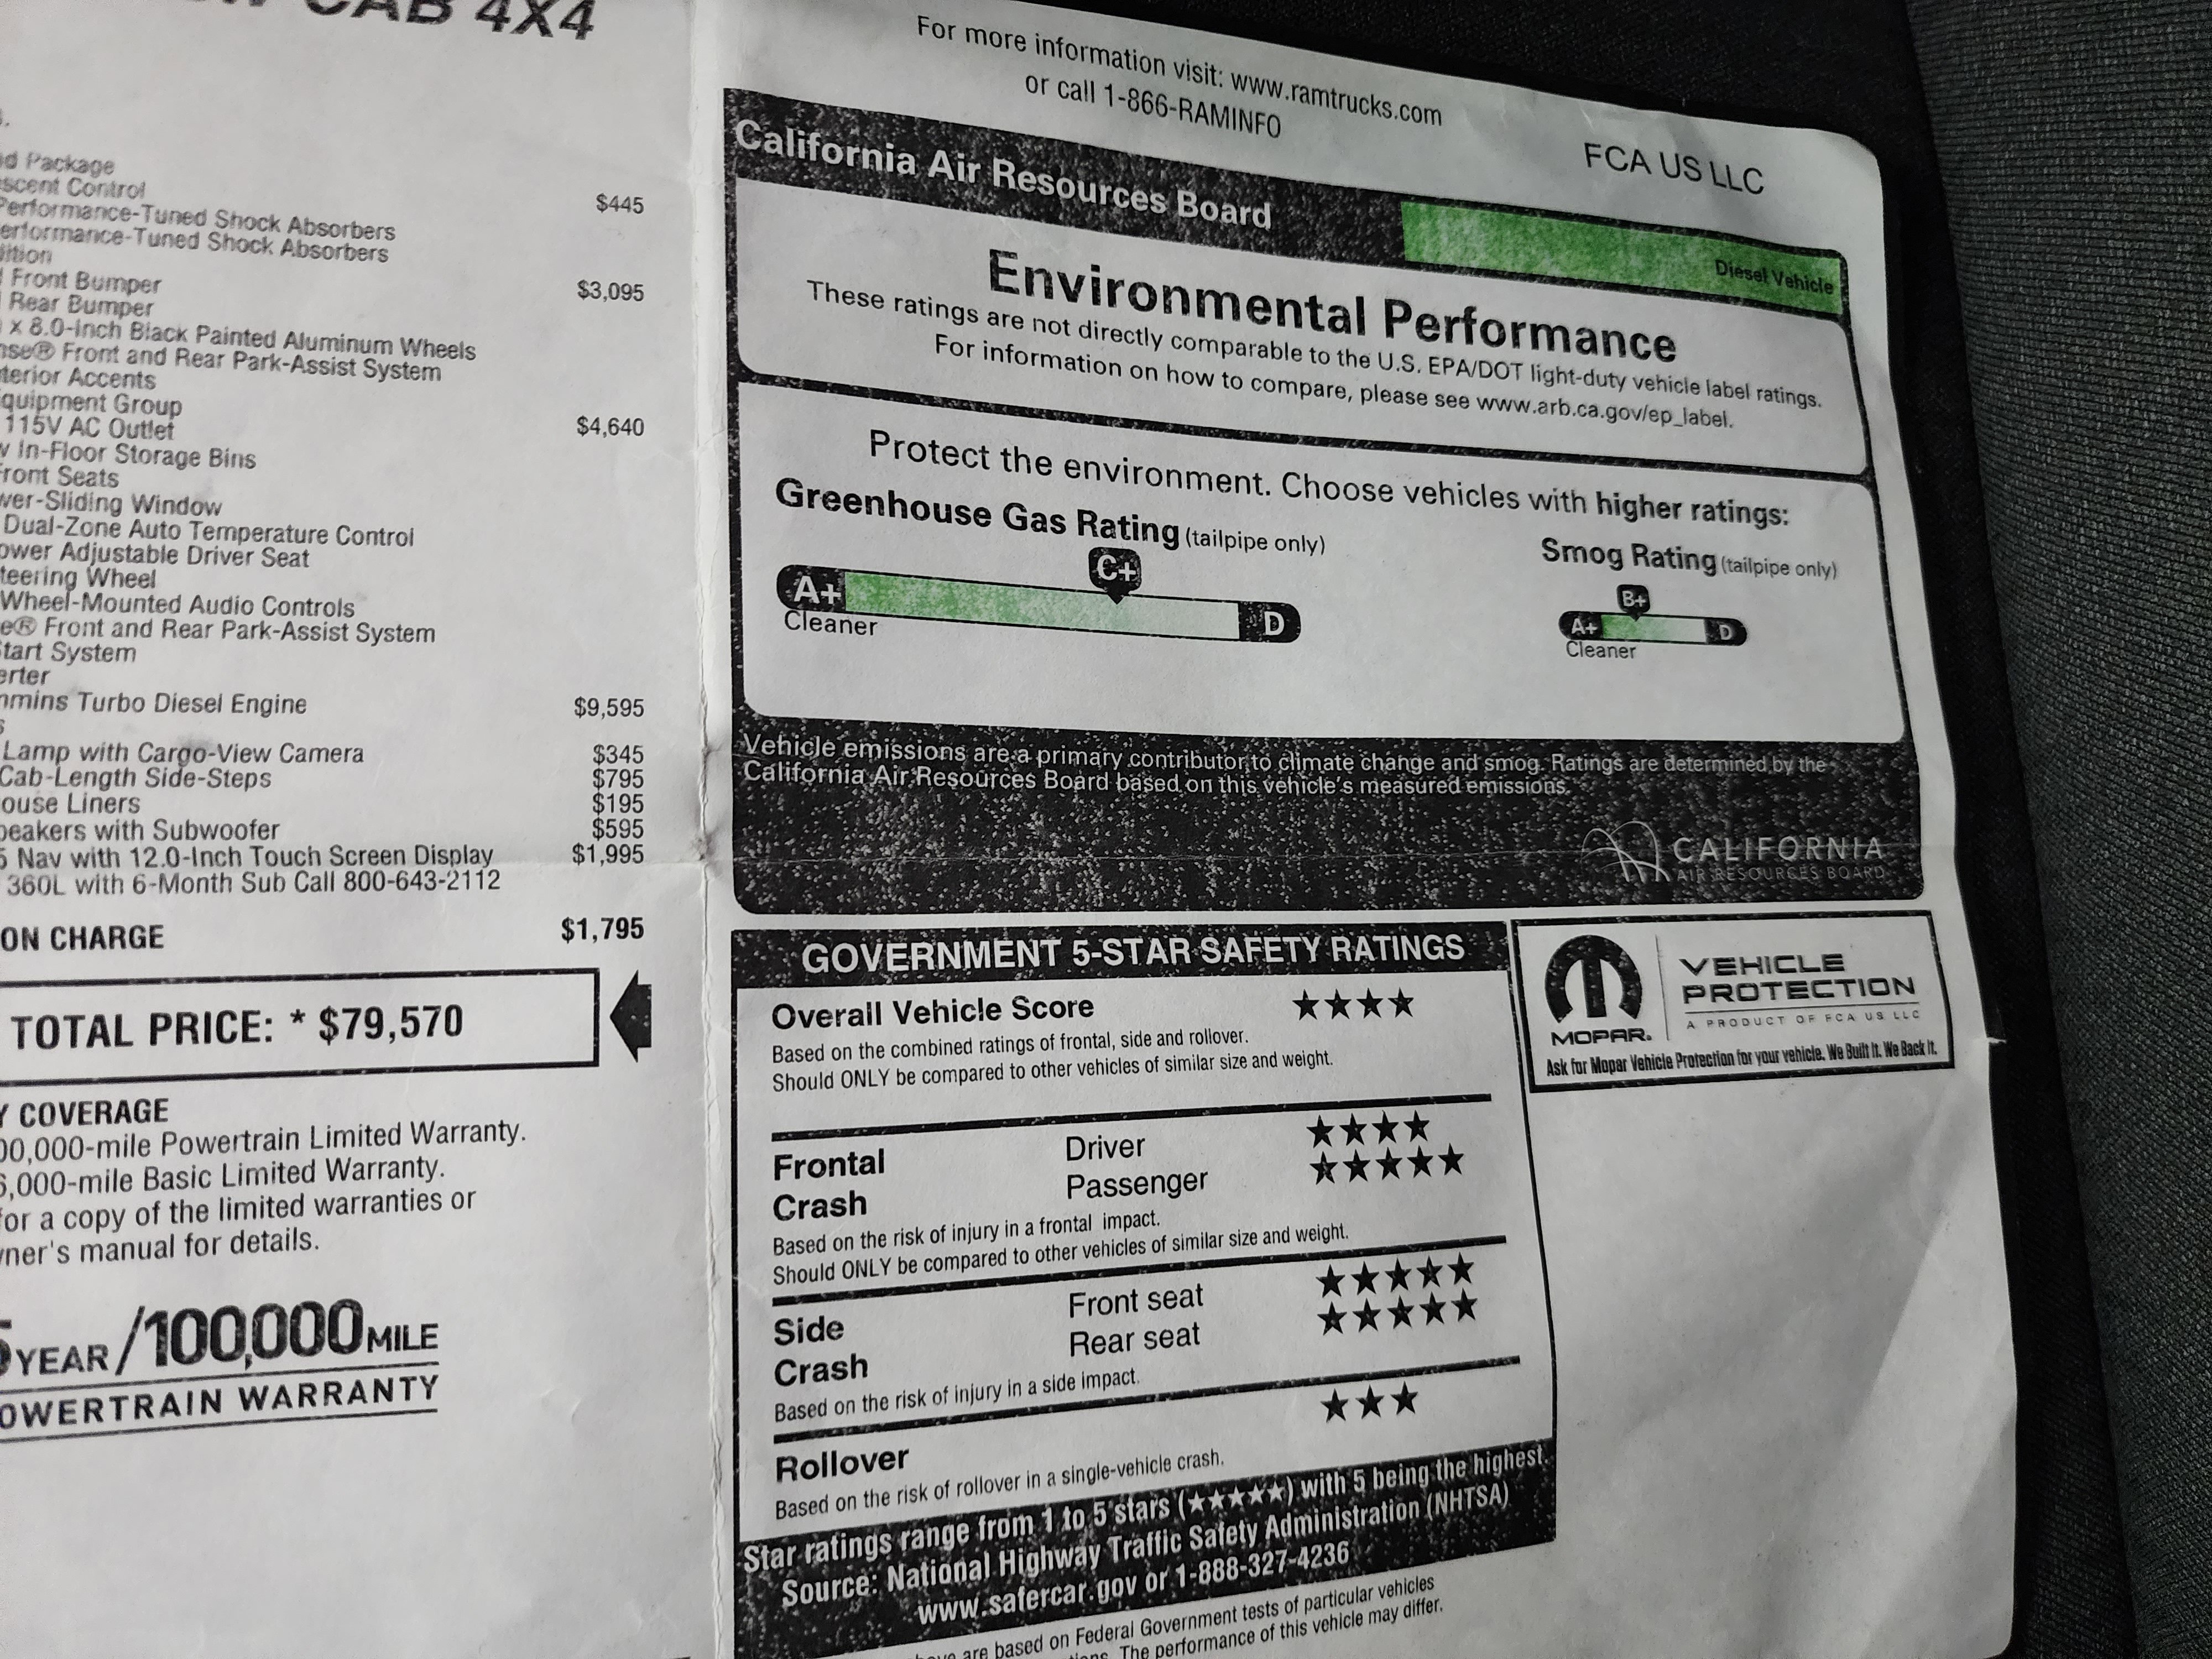 CAB 4X4
Package
Control
$445
Performance-Tuned Shock Absorbers
Performance-Tuned Shock Absorbers
Front Bumper
$3,095
Rear Bumper
x 8.0-Inch Black Painted Aluminum Wheels
Front and Rear Park-Assist System
Accents
Group
$4,640
115V AC Outlet
In-Floor Storage Bins
Front Seats
Window
Dual-Zone Auto Temperature Control
Adjustable Driver Seat
Wheel
Wheel-Mounted Audio Controls
Front and Rear Park-Assist System
System
Turbo Diesel Engine
$9,595
Lamp with Cargo-View Camera
$345
Cab-Length Side-Steps
$795
Liners
$195
with Subwoofer
$595
Nav with 12.0-Inch Touch Screen Display
$1,995
360L with 6-Month Sub Call 800-643-2112
CHARGE
$1,795
TOTAL PRICE: * $79,570
COVERAGE
00,000-mile Powertrain Limited Warranty.
,000-mile Basic Limited Warranty.
for a copy of the limited warranties or
manual for details.
5 YEAR/100,000 MILE
OWERTRAIN WARRANTY
For more information visit: www.ramtrucks.com
or call 1-866-RAMINFO
FCA US LLC
California Air Resources Board
Diesel Vehicle
Environmental Performance
These ratings are not directly comparable to the U.S. EPA/DOT light-duty vehicle label ratings.
For information on how to compare, please see www.arb.ca.gov/ep_label.
Protect the environment. Choose vehicles with higher ratings:
Greenhouse Gas Rating (tailpipe only)
C+
A+
D
Cleaner
Smog Rating (tailpipe only)
B+
A+
D
Cleaner
Vehicle emissions are a primary contributor to climate change and smog. Ratings are determined by the
California Air Resources Board based on this vehicle's measured emissions.
CALIFORNIA
AIR RESOURCES BOARD
GOVERNMENT 5-STAR SAFETY RATINGS
Overall Vehicle Score ★★★★
Based on the combined ratings of frontal, side and rollover.
Should ONLY be compared to other vehicles of similar size and weight.
Frontal
Crash
Driver ★★★★
Passenger ★★★★★
Based on the risk of injury in a frontal impact.
Should ONLY be compared to other vehicles of similar size and weight.
Side
Crash
Front seat ★★★★★
Rear seat ★★★★★
Based on the risk of injury in a side impact.
Rollover ★★★
Based on the risk of rollover in a single-vehicle crash.
Star ratings range from 1 to 5 stars (★★★★★) with 5 being the highest.
Source: National Highway Traffic Safety Administration (NHTSA)
www.safercar.gov or 1-888-327-4236
are based on Federal Government tests of particular vehicles
The performance of this vehicle may differ.
MOPAR®
VEHICLE
PROTECTION
A PRODUCT OF FCA US LLC
Ask for Mopar Vehicle Protection for your vehicle. We Built It. We Back It.